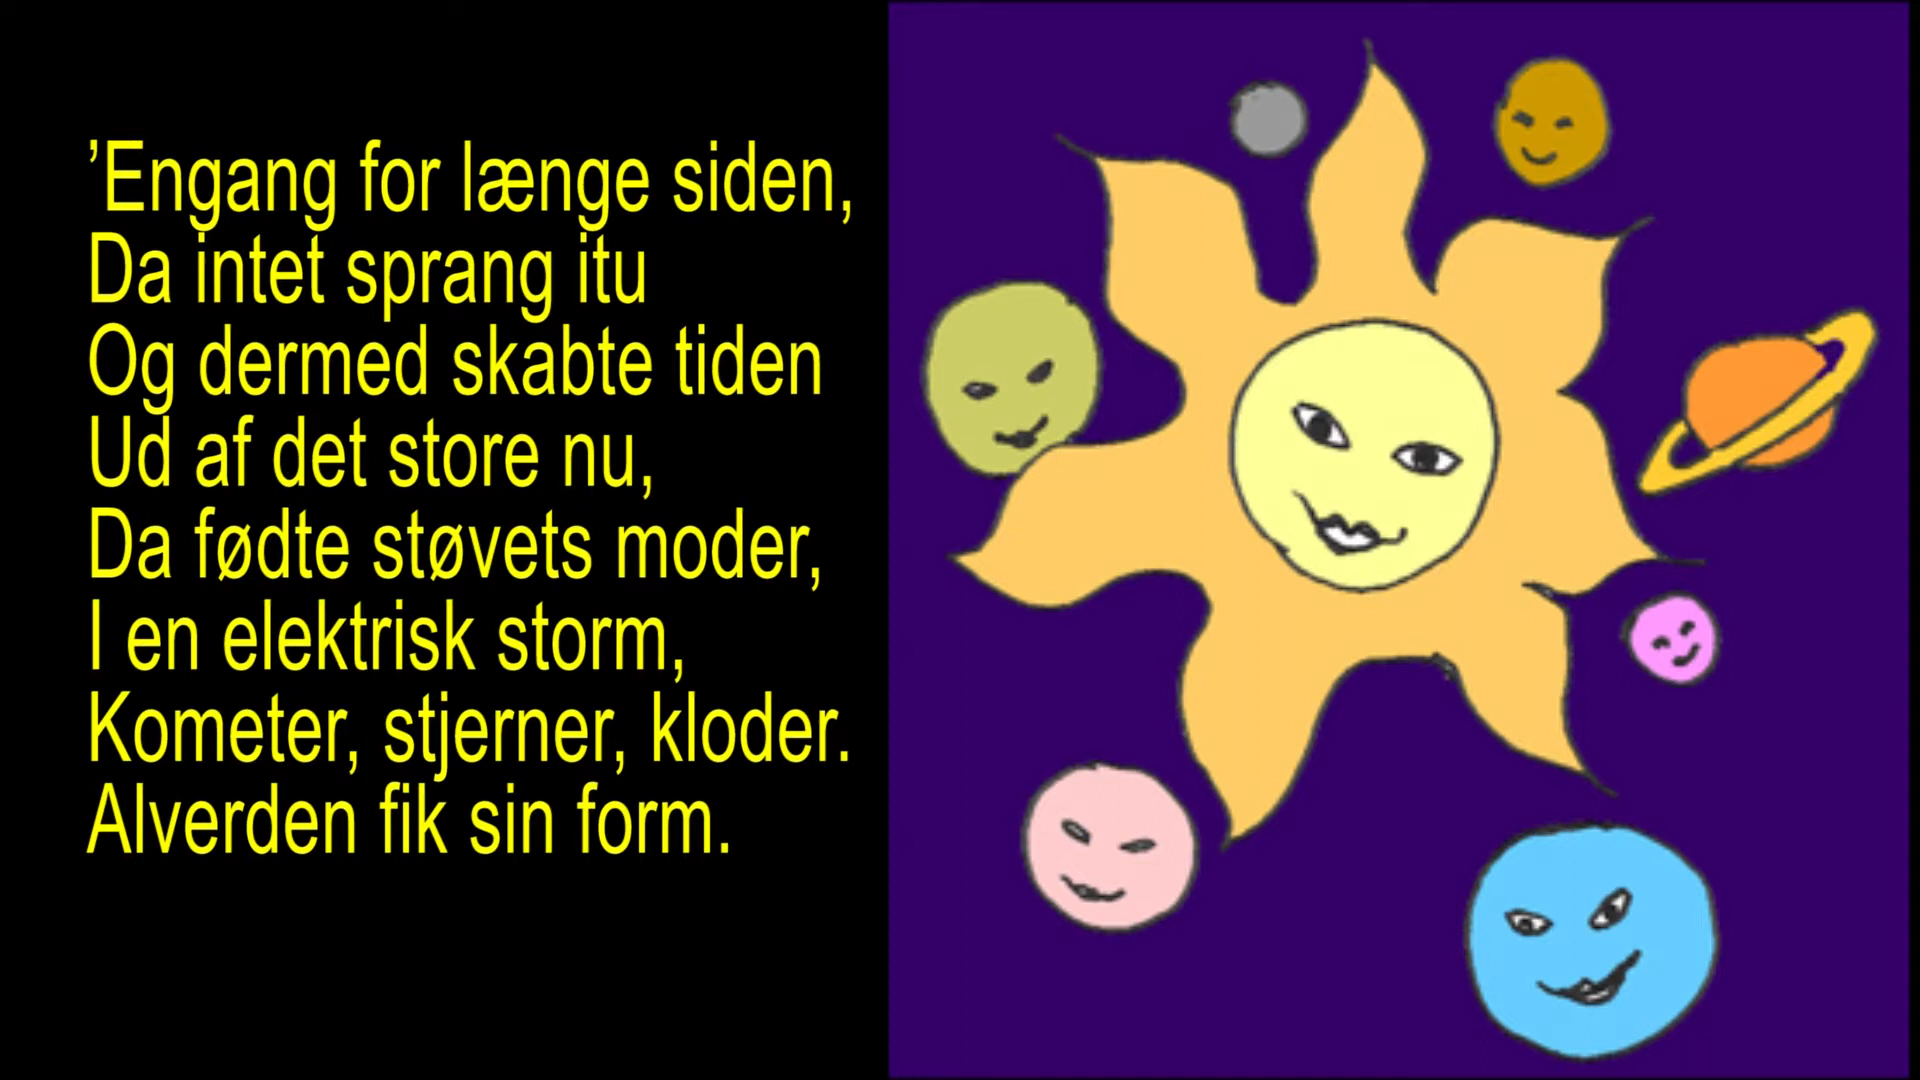 ’Engang for længe siden,
Da intet sprang itu
Og dermed skabte tiden
Ud af det store nu,
Da fødte støvets moder,
I en elektrisk storm,
Kometer, stjerner, kloder.
Alverden fik sin form.